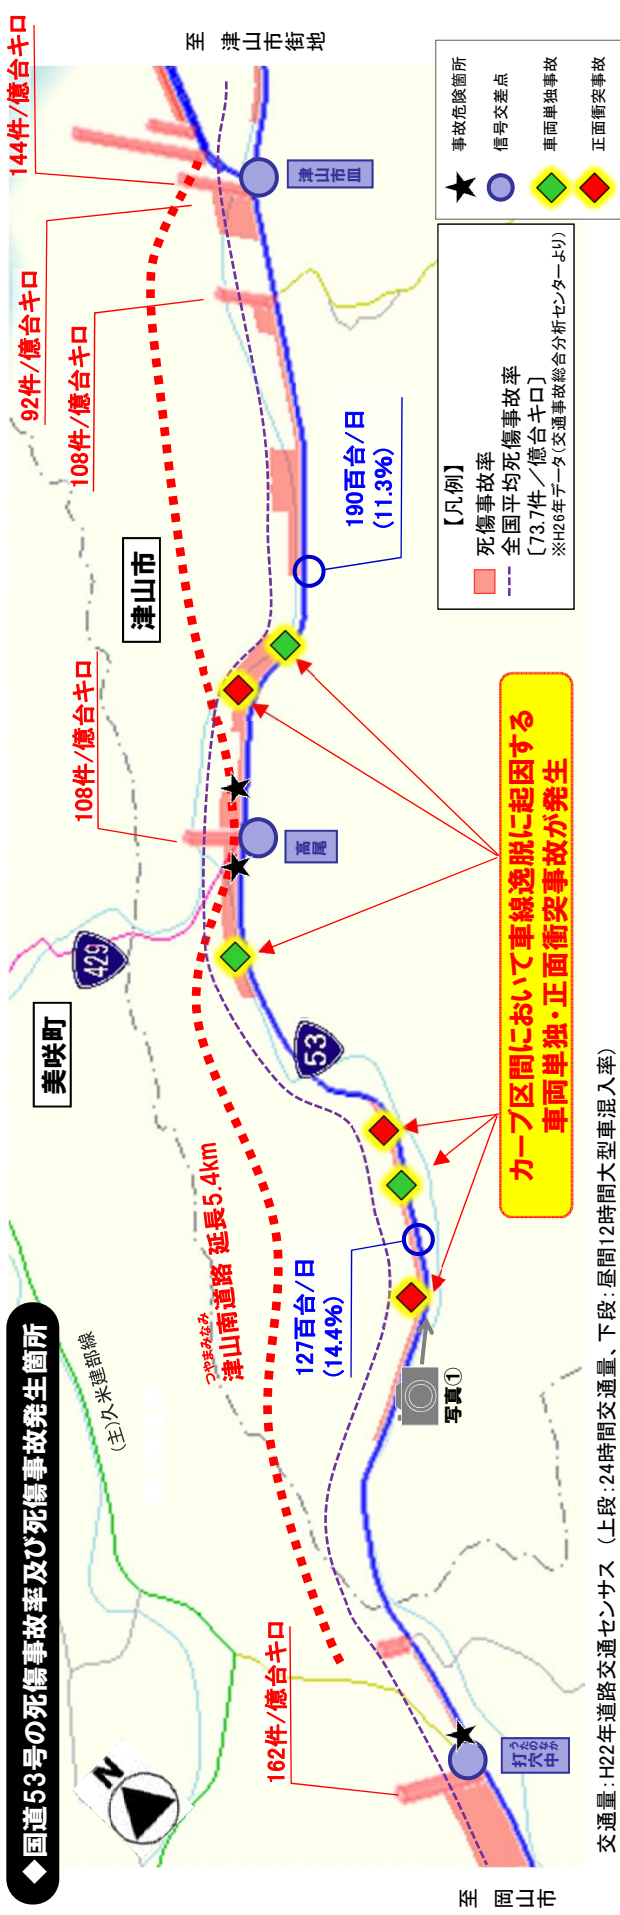 ◆国道53号の死傷事故率及び死傷事故発生箇所
N
(主)久米建部線
美咲町
429
津山市
144件/億台キロ
92件/億台キロ
108件/億台キロ
108件/億台キロ
162件/億台キロ
つやまみなみ
津山南道路 延長5.4km
53
127百台/日
(14.4%)
190百台/日
(11.3%)
至 津山市街地
津山市皿
高尾
うたのなか
打穴中
至 岡山市
写真①
カーブ区間において車線逸脱に起因する
車両単独・正面衝突事故が発生
【凡例】
死傷事故率
全国平均死傷事故率
[73.7件/億台キロ]
※H26年データ(交通事故総合分析センターより)
事故危険箇所
信号交差点
車両単独事故
正面衝突事故
交通量:H22年道路交通センサス (上段:24時間交通量、下段:昼間12時間大型車混入率)